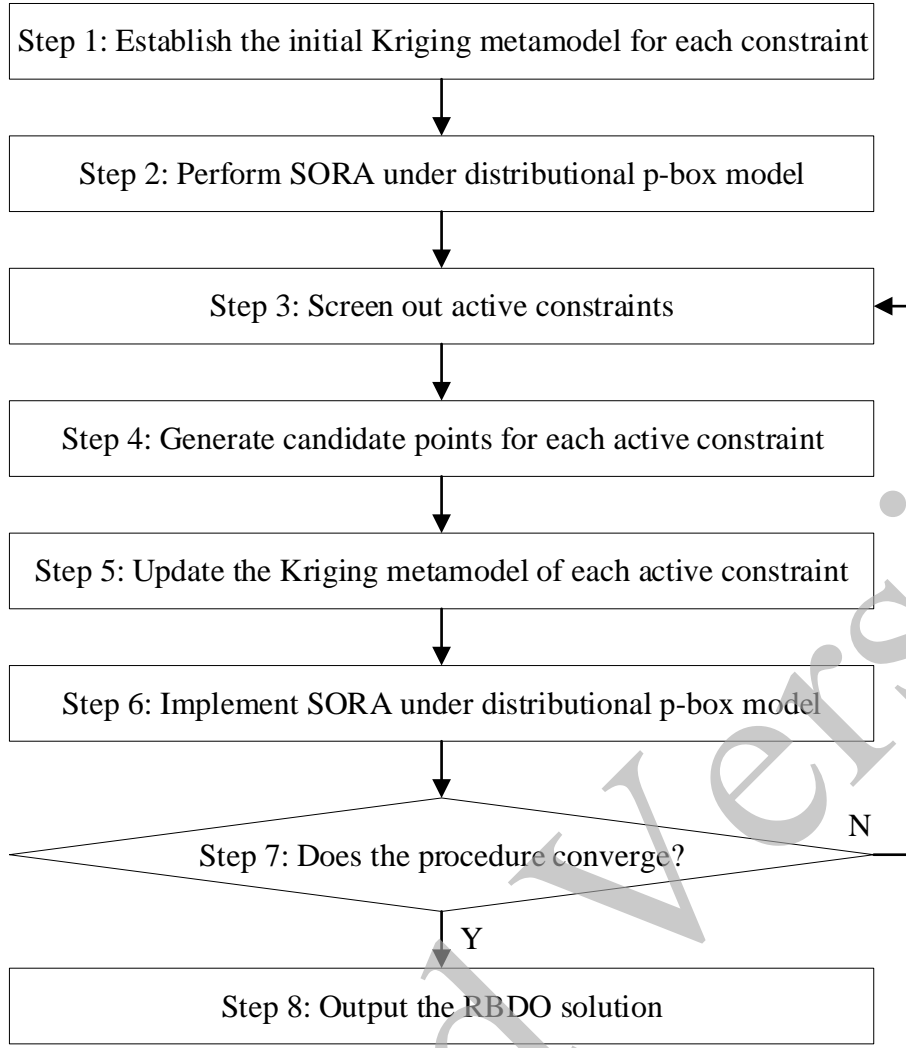 Step 1: Establish the initial Kriging metamodel for each constraint
Step 2: Perform SORA under distributional p-box model
Step 3: Screen out active constraints
Step 4: Generate candidate points for each active constraint
Step 5: Update the Kriging metamodel of each active constraint
Step 6: Implement SORA under distributional p-box model
Step 7: Does the procedure converge?
N
Y
Step 8: Output the RBDO solution